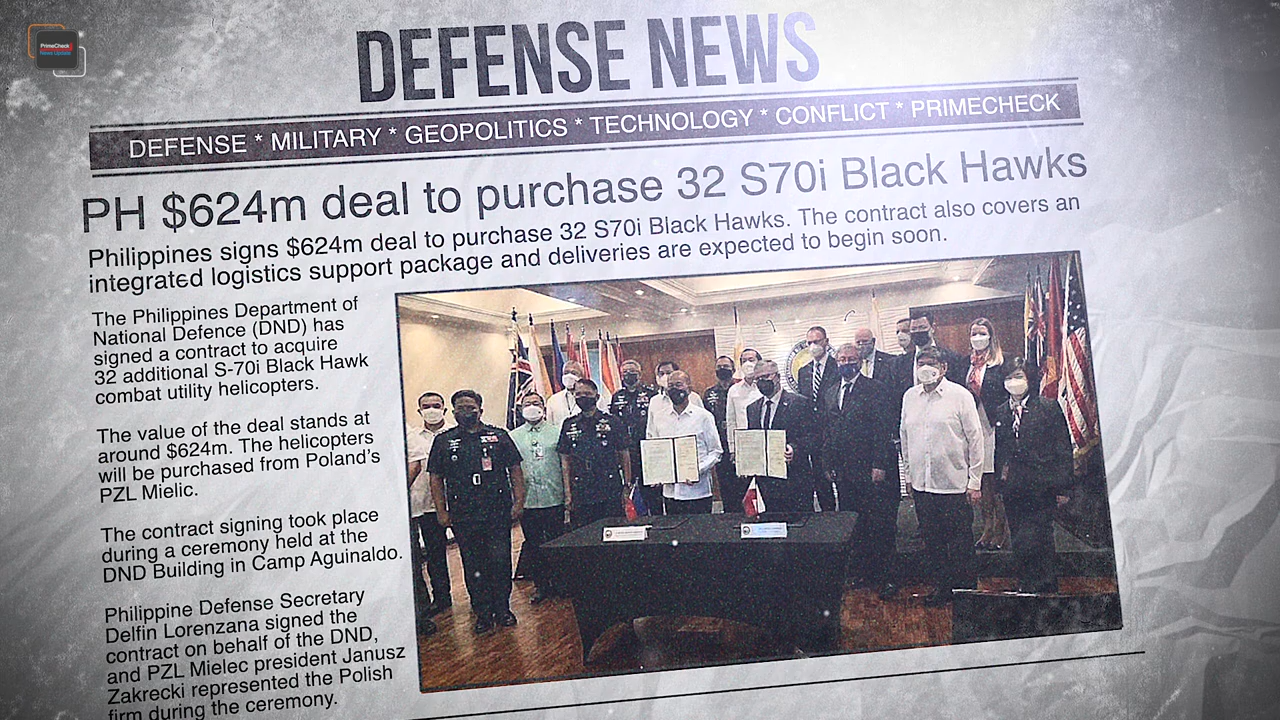 PrimeCheck
News Update
DEFENSE NEWS
DEFENSE * MILITARY * GEOPOLITICS * TECHNOLOGY * CONFLICT * PRIMECHECK
PH $624m deal to purchase 32 S70i Black Hawks
Philippines signs $624m deal to purchase 32 S70i Black Hawks. The contract also covers an
integrated logistics support package and deliveries are expected to begin soon.
The Philippines Department of
National Defence (DND) has
signed a contract to acquire
32 additional S-70i Black Hawk
combat utility helicopters.
The value of the deal stands at
around $624m. The helicopters
will be purchased from Poland's
PZL Mielic.
The contract signing took place
during a ceremony held at the
DND Building in Camp Aguinaldo.
Philippine Defense Secretary
Delfin Lorenzana signed the
contract on behalf of the DND,
and PZL Mielec president Janusz
Zakrecki represented the Polish
firm during the ceremony.